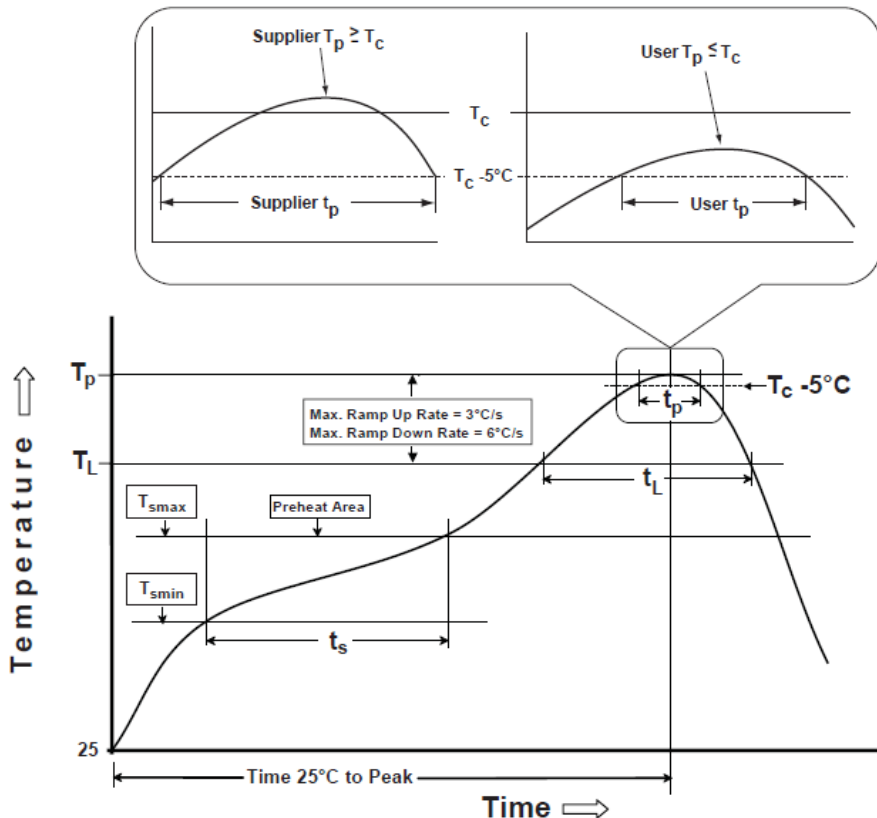 Supplier Tp ≥ Tc
User Tp ≤ Tc
Tc
Tc -5°C
Supplier tp
User tp
Tp
Tc -5°C
tp
Max. Ramp Up Rate = 3°C/s
Max. Ramp Down Rate = 6°C/s
TL
tL
Tsmax
Preheat Area
Tsmin
ts
Temperature
25
Time 25°C to Peak
Time